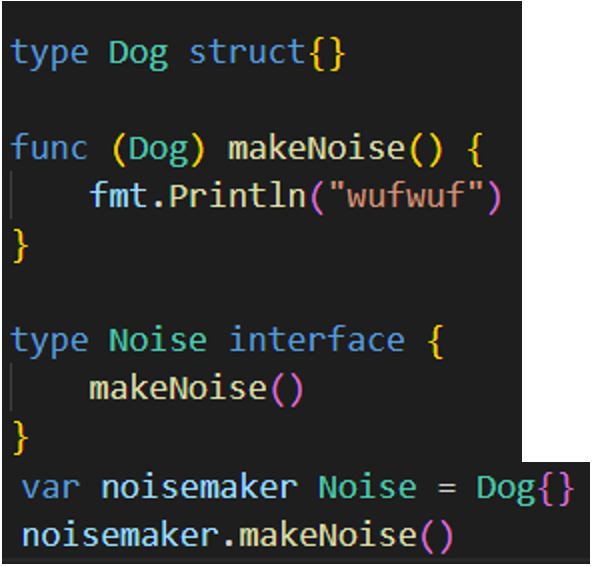 type Dog struct{}
func (Dog) makeNoise() {
    fmt.Println("wufwuf")
}
type Noise interface {
    makeNoise()
}
var noisemaker Noise = Dog{}
noisemaker.makeNoise()